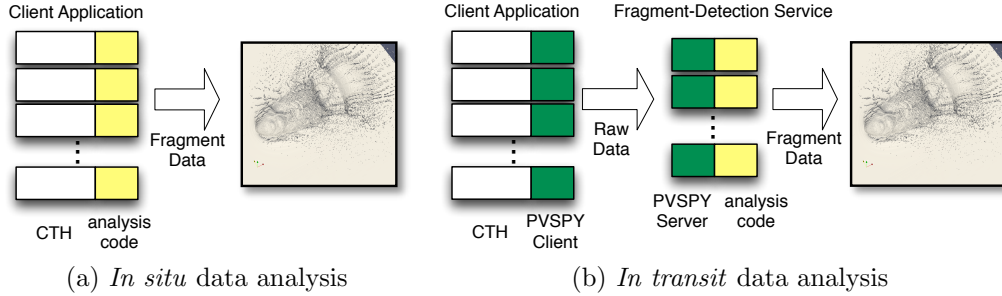 Client Application
Fragment
Data
CTH
analysis
code
(a) In situ data analysis
Client Application
Fragment-Detection Service
Raw
Data
Fragment
Data
CTH
PVSPY
Client
PVSPY
Server
analysis
code
(b) In transit data analysis